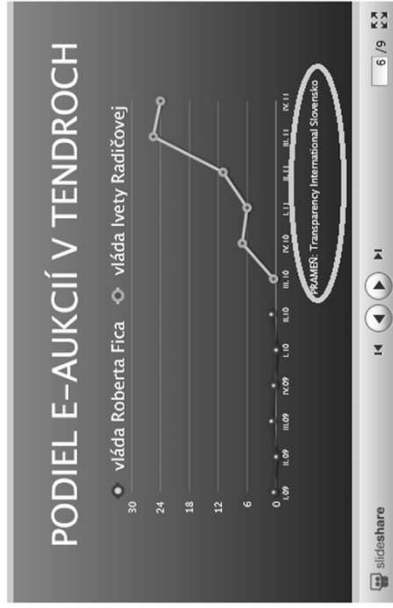 PODIEL E-AUKCIÍ V TENDROCH
vláda Roberta Fica vláda Ivety Radičovej
30
24
18
12
6
0
I. 09 II. 09 III. 09 IV. 09 I. 10 II. 10 III. 10 IV. 10 I. 11 II. 11 III. 11 IV. 11
PRAMEŇ: Transparency International Slovensko
slideshare 6 /9